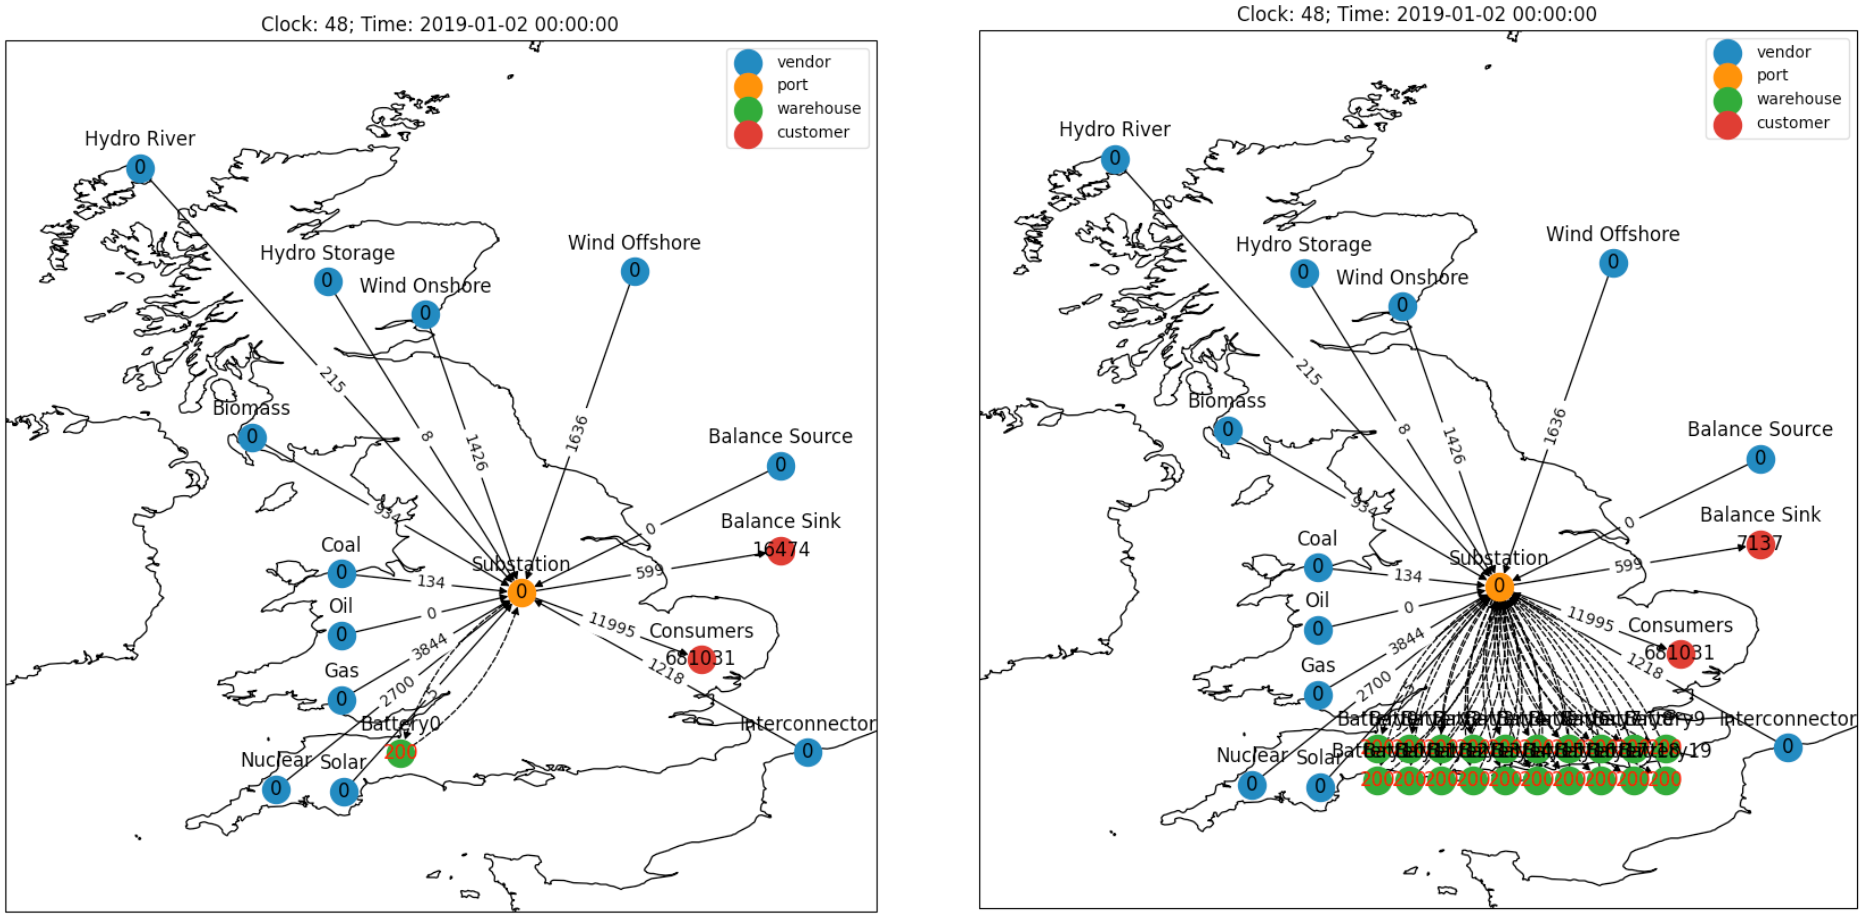 Clock: 48; Time: 2019-01-02 00:00:00
vendor
port
warehouse
customer
Hydro River
0
Hydro Storage
0
Wind Onshore
0
Wind Offshore
0
215
8
1426
1636
Biomass
0
934
Balance Source
0
0
Balance Sink
16474
599
Coal
0
134
Substation
0
Oil
0
0
11995
Consumers
681031
Gas
0
3844
1218
2700
Battery0
200
Interconnector
0
Nuclear
0
Solar
0
Clock: 48; Time: 2019-01-02 00:00:00
vendor
port
warehouse
customer
Hydro River
0
Hydro Storage
0
Wind Onshore
0
Wind Offshore
0
215
8
1426
1636
Biomass
0
934
Balance Source
0
0
Balance Sink
7137
599
Coal
0
134
Substation
0
Oil
0
0
11995
Consumers
681031
Gas
0
3844
1218
2700
Interconnector
0
Nuclear
0
Solar
0
200 200 200 200 200 200 200 200 200 200